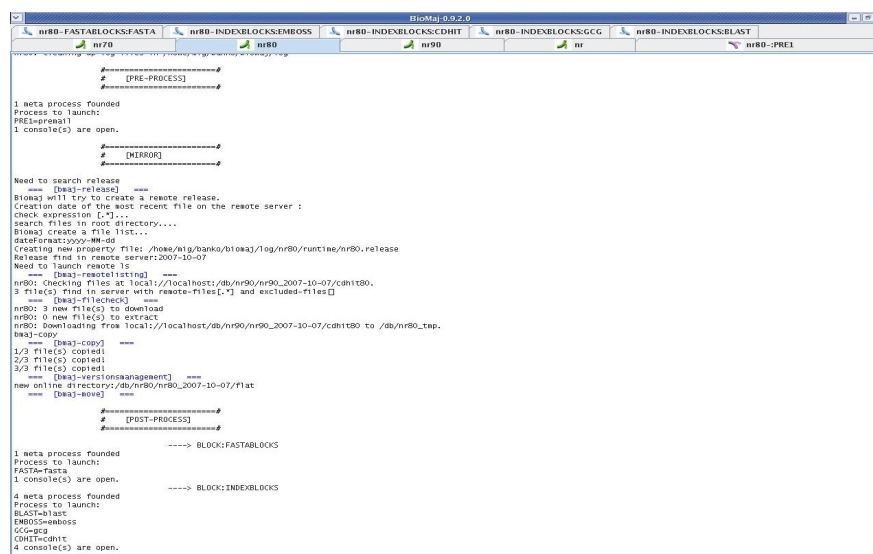 BioMaj-0.9.2.0
nr80-FASTABLOCKS:FASTA nr80-INDEXBLOCKS:EMBOSS nr80-INDEXBLOCKS:CDHIT nr80-INDEXBLOCKS:GCG nr80-INDEXBLOCKS:BLAST
nr70 nr80 nr90 nr nr80-:PRE1
#=======================#
# [PRE-PROCESS]
#=======================#
1 meta process founded
Process to launch:
PRE1=premail
1 console(s) are open.
#=======================#
# [MIRROR]
#=======================#
Need to search release
=== [bmaj-release] ===
Biomaj will try to create a remote release.
Creation date of the most recent file on the remote server :
check expression [.*]...
search files in root directory....
Biomaj create a file list...
dateFormat:yyyy-MM-dd
Creating new property file: /home/mig/banko/biomaj/log/nr80/runtime/nr80.release
Release find in remote server:2007-10-07
Need to launch remote ls
=== [bmaj-remotelisting] ===
nr80: Checking files at local://localhost:/db/nr90/nr90_2007-10-07/cdhit80.
3 file(s) find in server with remote-files[.*] and excluded-files[]
=== [bmaj-filecheck] ===
nr80: 3 new file(s) to download
nr80: 0 new file(s) to extract
nr80: Downloading from local://localhost/db/nr90/nr90_2007-10-07/cdhit80 to /db/nr80_tmp.
bmaj-copy
=== [bmaj-copy] ===
1/3 file(s) copied!
2/3 file(s) copied!
3/3 file(s) copied!
=== [bmaj-versionsmanagement] ===
new online directory:/db/nr80/nr80_2007-10-07/flat
=== [bmaj-move] ===
#=======================#
# [POST-PROCESS]
#=======================#
----> BLOCK:FASTABLOCKS
1 meta process founded
Process to launch:
FASTA=fasta
1 console(s) are open.
----> BLOCK:INDEXBLOCKS
4 meta process founded
Process to launch:
BLAST=blast
EMBOSS=emboss
GCG=gcg
CDHIT=cdhit
4 console(s) are open.